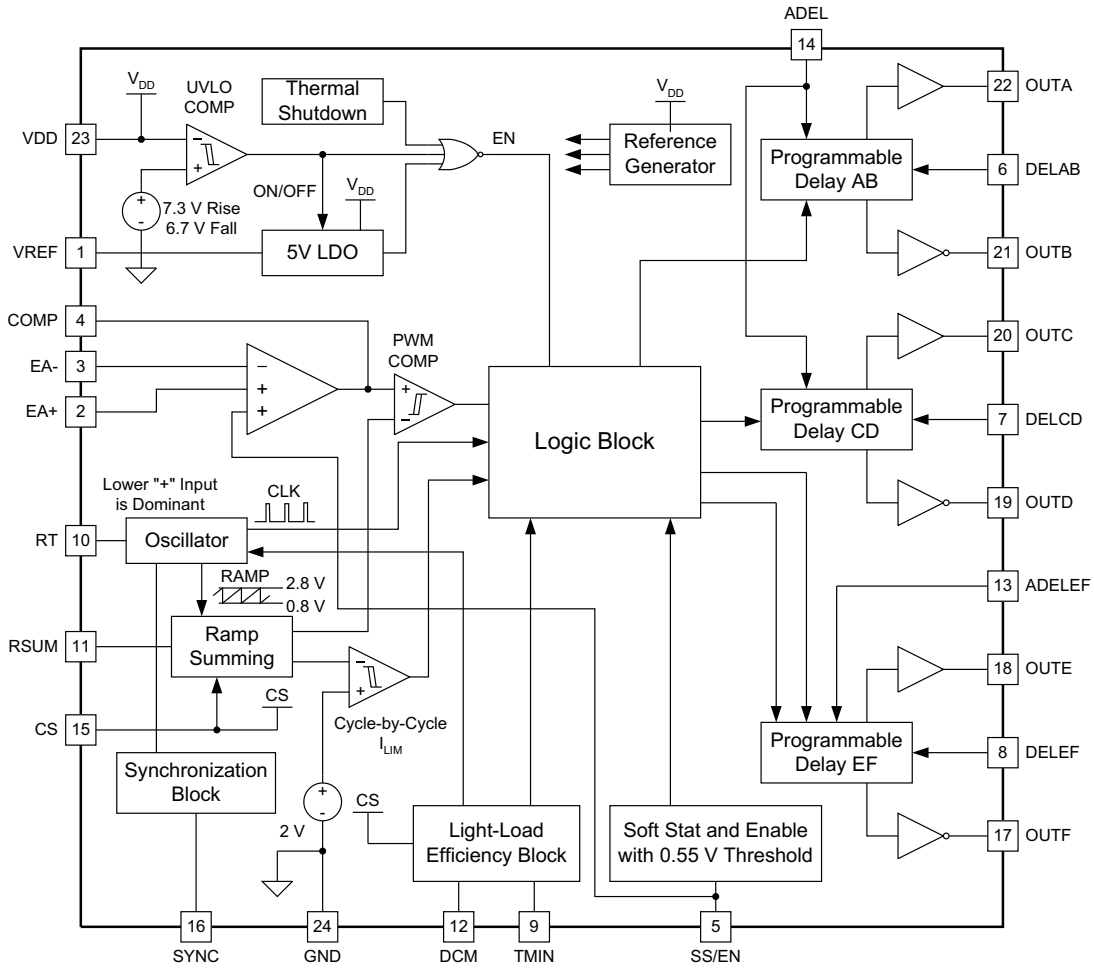 ADEL
14
VDD
23
VDD
UVLO
COMP
Thermal
Shutdown
EN
VDD
Reference
Generator
Programmable
Delay AB
22
OUTA
6
DELAB
21
OUTB
+
-
7.3 V Rise
6.7 V Fall
ON/OFF
VDD
5V LDO
VREF
1
COMP
4
EA-
3
EA+
2
−
+
+
PWM
COMP
+
−
Logic Block
Programmable
Delay CD
20
OUTC
7
DELCD
19
OUTD
Lower "+" Input
is Dominant
CLK
RT
10
Oscillator
RAMP
2.8 V
0.8 V
RSUM
11
Ramp
Summing
−
+
Cycle-by-Cycle
ILIM
CS
CS
15
Synchronization
Block
+
-
2 V
CS
Light-Load
Efficiency Block
Soft Stat and Enable
with 0.55 V Threshold
13
ADELEF
18
OUTE
Programmable
Delay EF
8
DELEF
17
OUTF
16
SYNC
24
GND
12
DCM
9
TMIN
5
SS/EN
−
+